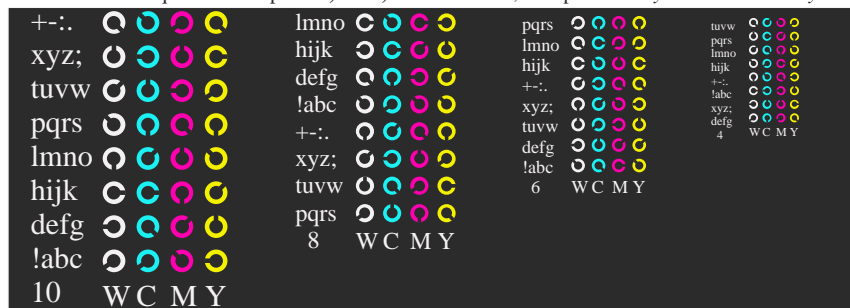 +-:.
xyz;
tuvw
pqrs
lmno
hijk
defg
!abc
10 W C M Y
lmno
hijk
defg
!abc
+-:.
xyz;
tuvw
pqrs
8 W C M Y
pqrs
lmno
hijk
+-:.
xyz;
tuvw
defg
!abc
6 W C M Y
tuvw
pqrs
lmno
hijk
+-:.
!abc
xyz;
defg
4 W C M Y